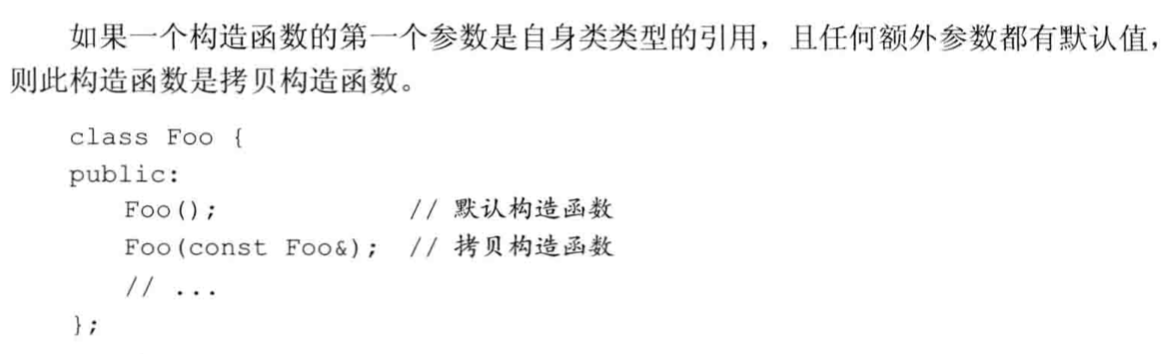 如果一个构造函数的第一个参数是自身类类型的引用，且任何额外参数都有默认值，
则此构造函数是拷贝构造函数。
class Foo {
public:
    Foo();           // 默认构造函数
    Foo(const Foo&); // 拷贝构造函数
    // ...
};